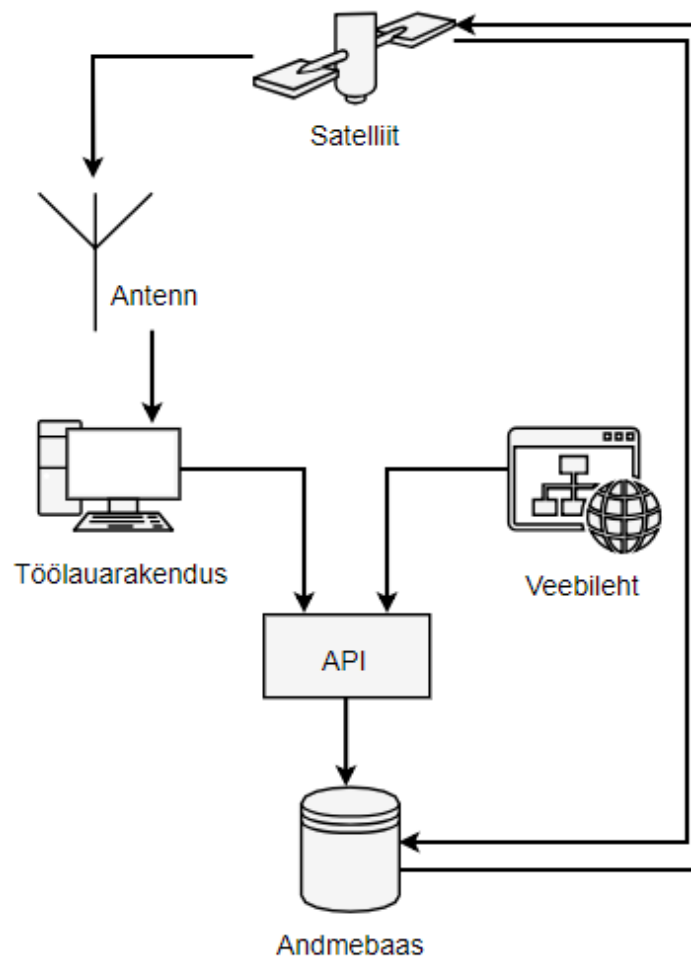 Satelliit
Antenn
Töölauarakendus
Veebileht
API
Andmebaas